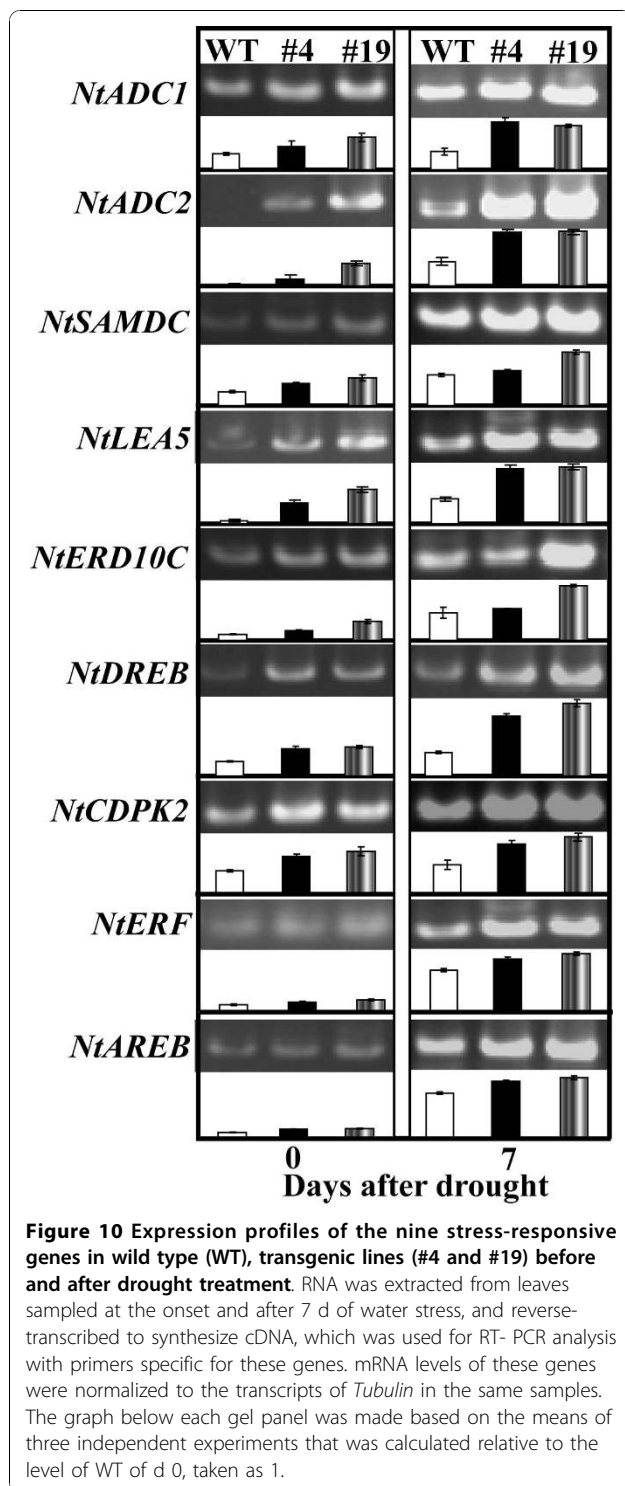 WT #4 #19 WT #4 #19
NtADC1
NtADC2
NtSAMDC
NtLEA5
NtERD10C
NtDREB
NtCDPK2
NtERF
NtAREB
0 7
Days after drought
Figure 10 Expression profiles of the nine stress-responsive
genes in wild type (WT), transgenic lines (#4 and #19) before
and after drought treatment. RNA was extracted from leaves
sampled at the onset and after 7 d of water stress, and reverse-
transcribed to synthesize cDNA, which was used for RT- PCR analysis
with primers specific for these genes. mRNA levels of these genes
were normalized to the transcripts of Tubulin in the same samples.
The graph below each gel panel was made based on the means of
three independent experiments that was calculated relative to the
level of WT of d 0, taken as 1.